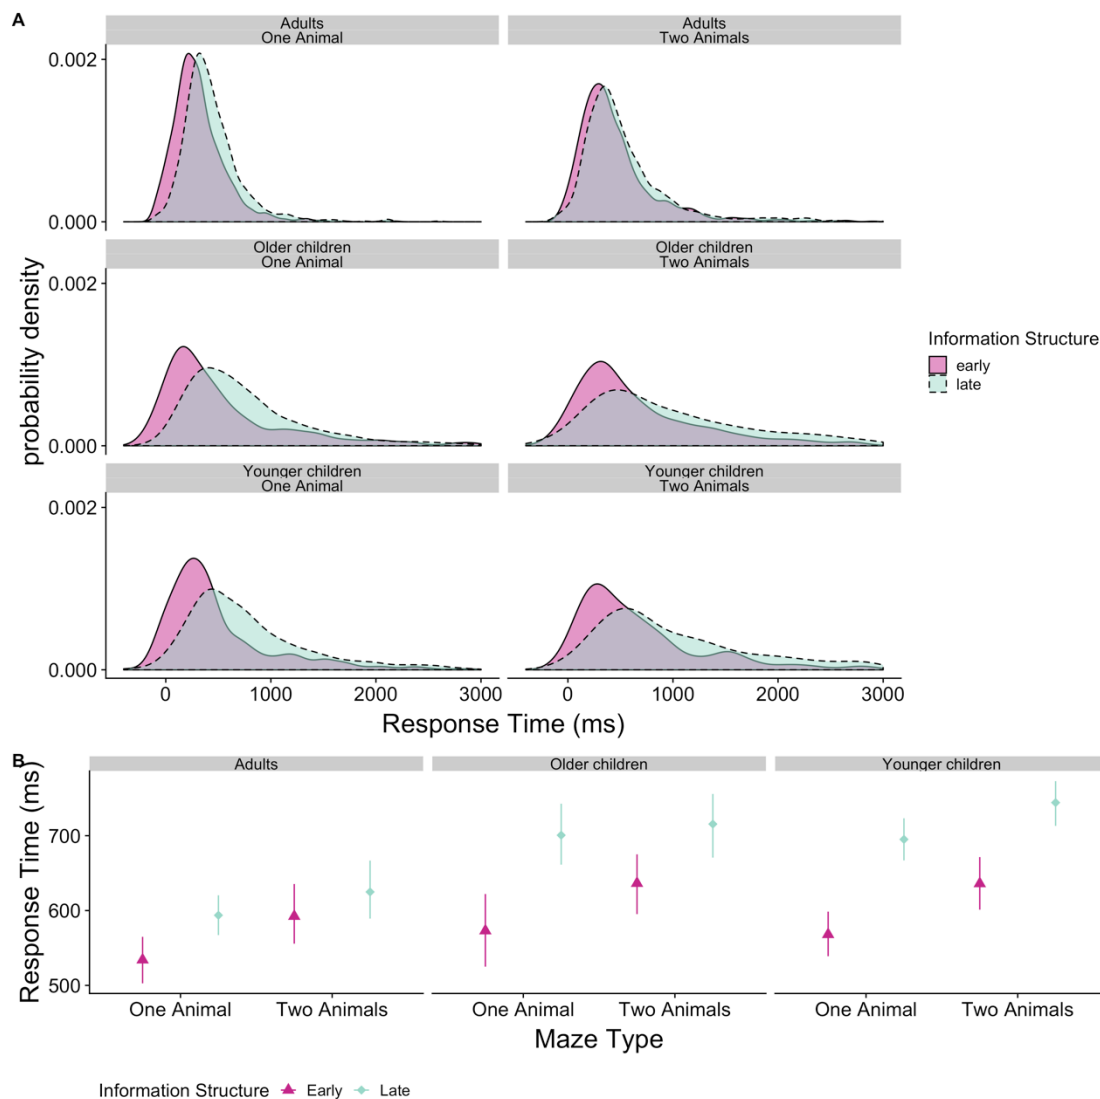 A
Adults
One Animal
Adults
Two Animals
0.002
0.000
Older children
One Animal
Older children
Two Animals
0.002
0.000
probability density
Younger children
One Animal
Younger children
Two Animals
0.002
0.000
0 1000 2000 3000 0 1000 2000 3000
Response Time (ms)
Information Structure
early
late
B
Adults Older children Younger children
700
600
500
Response Time (ms)
One Animal Two Animals One Animal Two Animals One Animal Two Animals
Maze Type
Information Structure Early Late